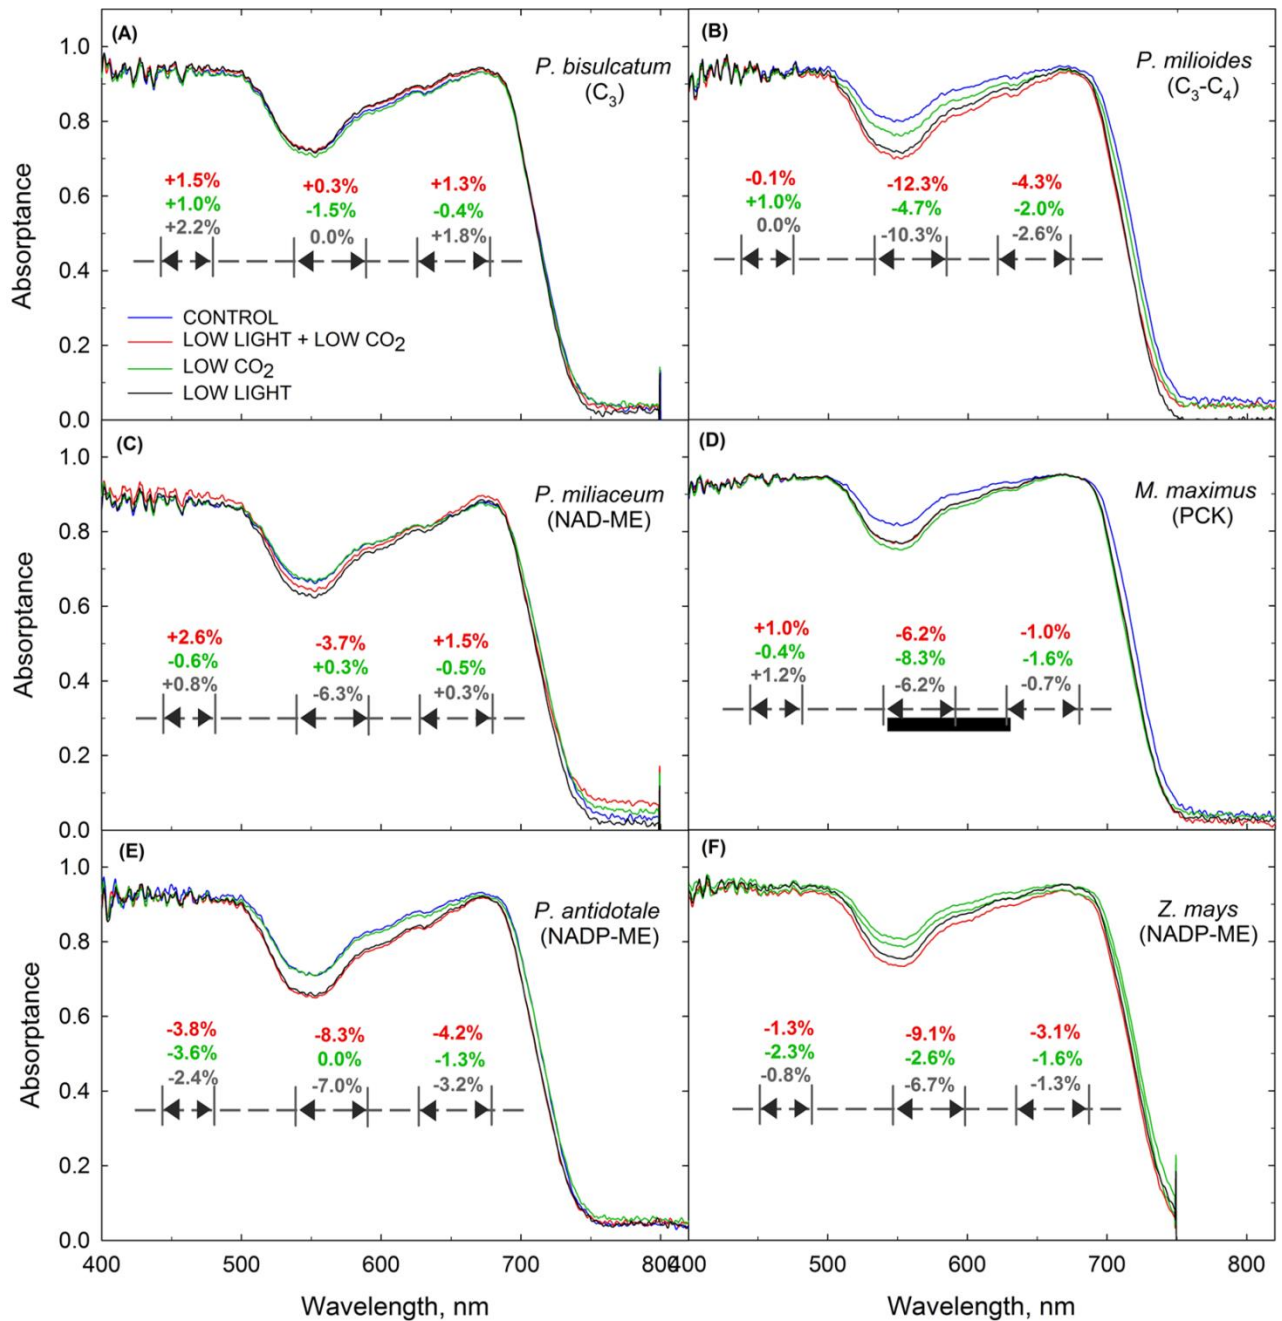 (A)
P. bisulcatum
(C3)
+1.5%
+1.0%
+2.2%
+0.3%
-1.5%
0.0%
+1.3%
-0.4%
+1.8%
CONTROL
LOW LIGHT + LOW CO2
LOW CO2
LOW LIGHT
Absorptance
1.0
0.8
0.6
0.4
0.2
0.0
(B)
P. milioides
(C3-C4)
-0.1%
+1.0%
0.0%
-12.3%
-4.7%
-10.3%
-4.3%
-2.0%
-2.6%
(C)
P. miliaceum
(NAD-ME)
+2.6%
-0.6%
+0.8%
-3.7%
+0.3%
-6.3%
+1.5%
-0.5%
+0.3%
Absorptance
1.0
0.8
0.6
0.4
0.2
0.0
(D)
M. maximus
(PCK)
+1.0%
-0.4%
+1.2%
-6.2%
-8.3%
-6.2%
-1.0%
-1.6%
-0.7%
(E)
P. antidotale
(NADP-ME)
-3.8%
-3.6%
-2.4%
-8.3%
0.0%
-7.0%
-4.2%
-1.3%
-3.2%
Absorptance
1.0
0.8
0.6
0.4
0.2
0.0
400 500 600 700 800
Wavelength, nm
(F)
Z. mays
(NADP-ME)
-1.3%
-2.3%
-0.8%
-9.1%
-2.6%
-6.7%
-3.1%
-1.6%
-1.3%
400 500 600 700 800
Wavelength, nm